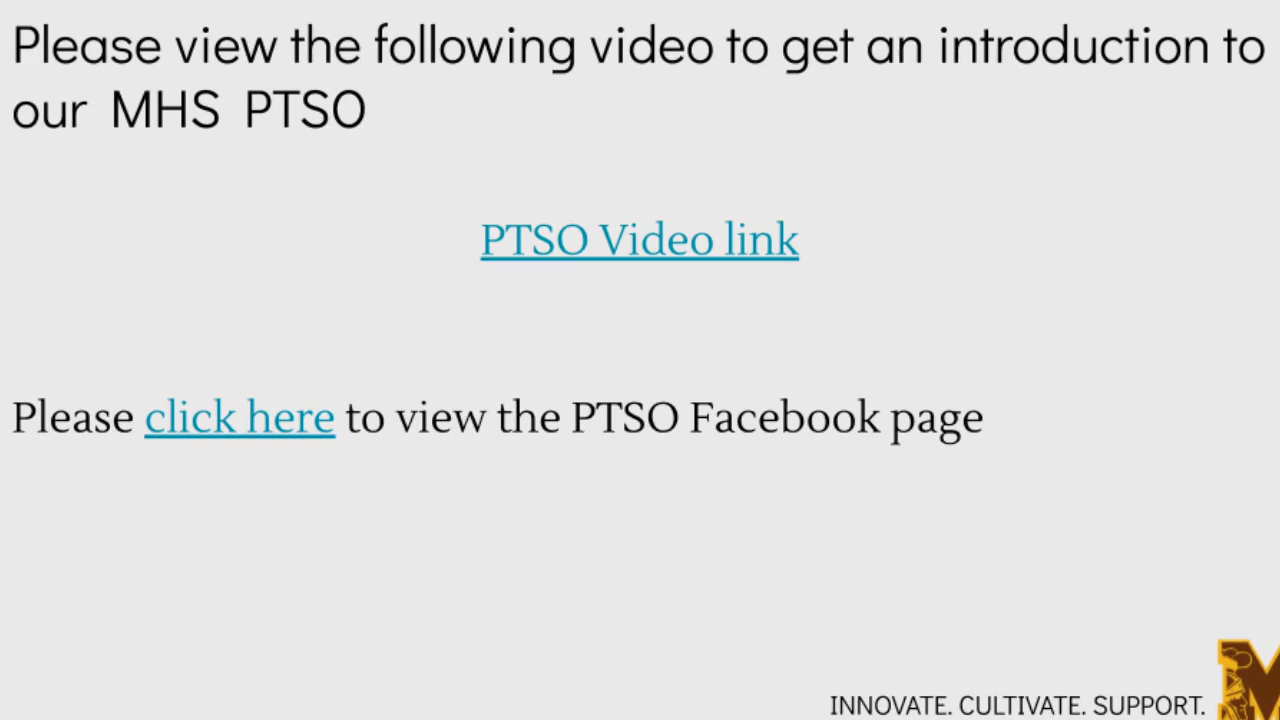 Please view the following video to get an introduction to
our MHS PTSO
PTSO Video link
Please click here to view the PTSO Facebook page
INNOVATE. CULTIVATE. SUPPORT.
M